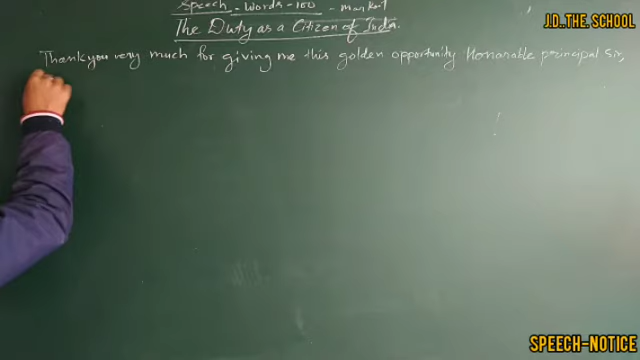 Speech - Words - 100 - market
J.D..THE. SCHOOL
The Duty as a Citizen of India.
Thank you very much for giving me this golden opportunity Honorable principal sir,
SPEECH-NOTICE